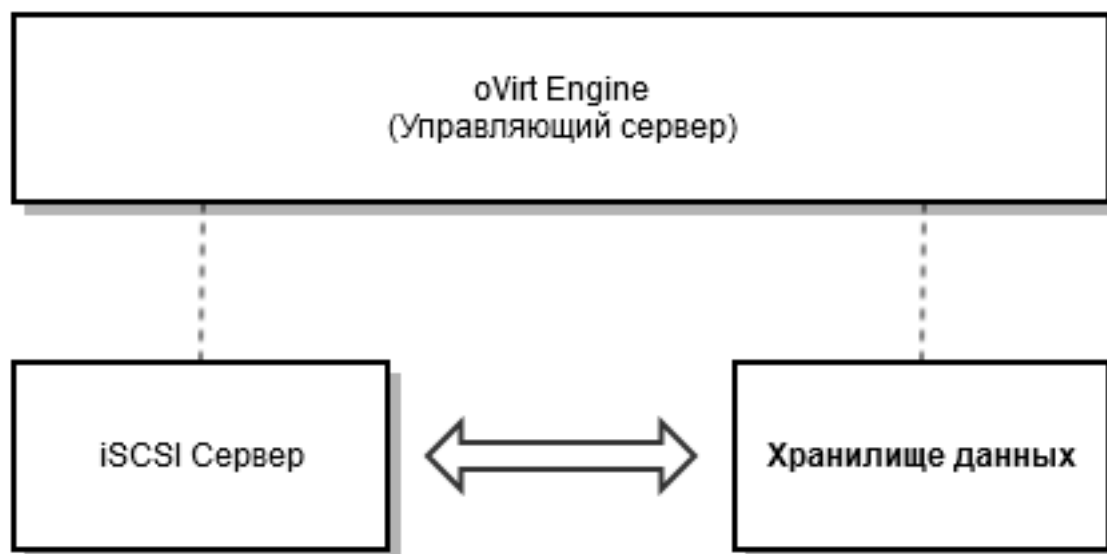 oVirt Engine
(Управляющий сервер)
iSCSI Сервер
Хранилище данных